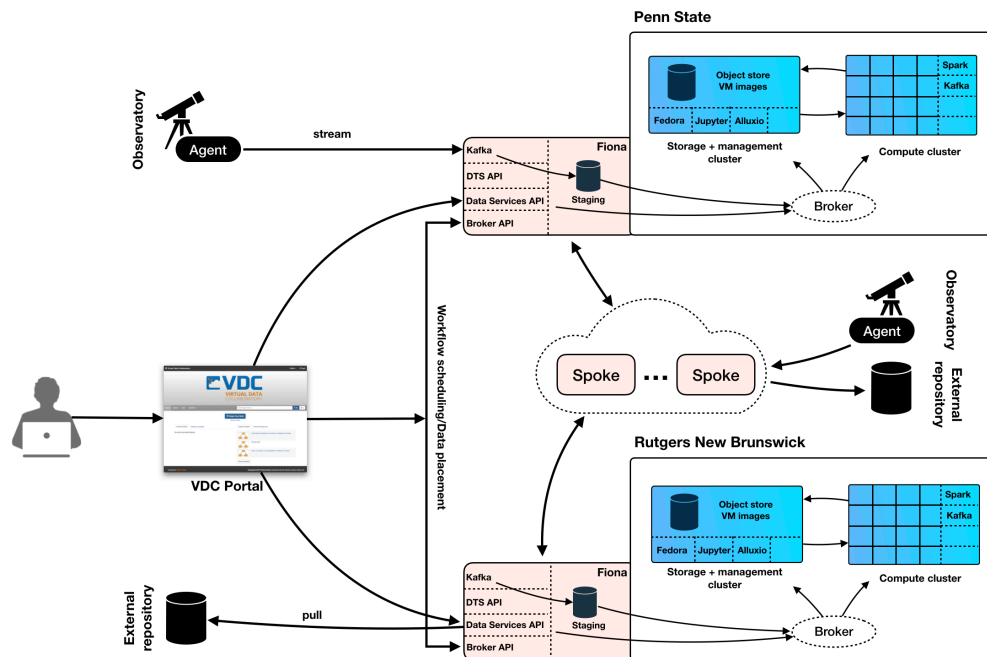 Penn State
Observatory
Agent
stream
Kafka
DTS API
Data Services API
Broker API
Fiona
Staging
Object store
VM images
Fedora
Jupyter
Alluxio
Storage + management
cluster
Spark
Kafka
Compute cluster
Broker
Workflow scheduling/Data placement
VDC
VIRTUAL DATA
COLLABORATORY
VDC Portal
Spoke
...
Spoke
Observatory
Agent
External
repository
Rutgers New Brunswick
Object store
VM images
Fedora
Jupyter
Alluxio
Storage + management
cluster
Spark
Kafka
Compute cluster
Broker
Kafka
DTS API
Data Services API
Broker API
Fiona
Staging
pull
External
repository